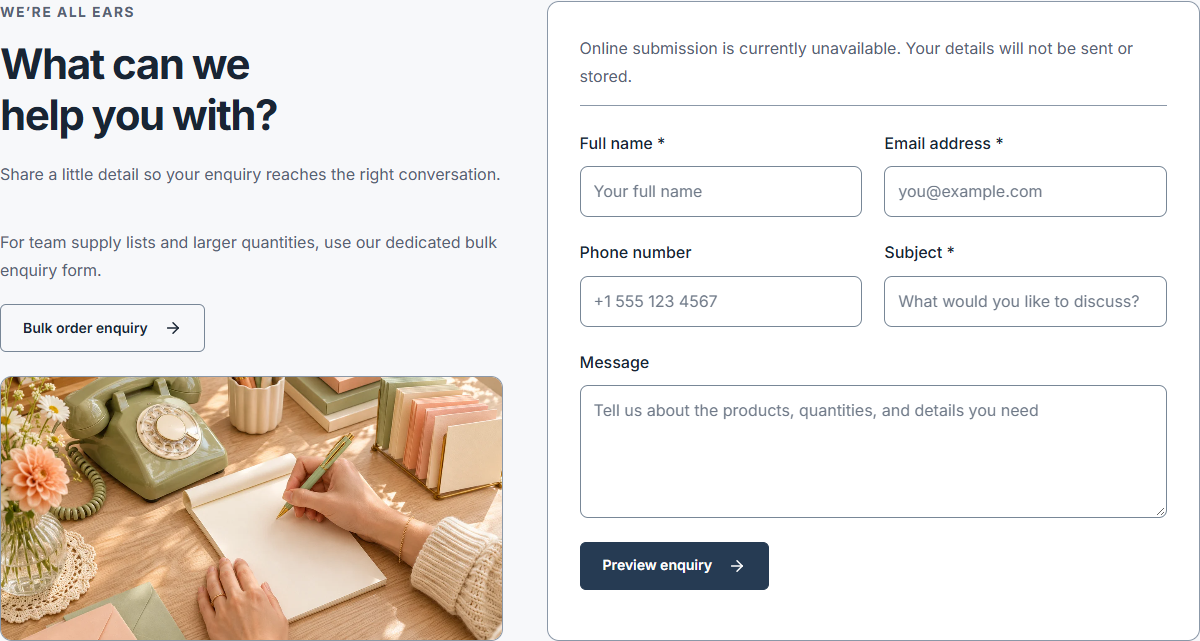 WE'RE ALL EARS
What can we
help you with?
Share a little detail so your enquiry reaches the right conversation.
For team supply lists and larger quantities, use our dedicated bulk
enquiry form.
Bulk order enquiry →
Online submission is currently unavailable. Your details will not be sent or
stored.
Full name *
Your full name
Email address *
you@example.com
Phone number
+1 555 123 4567
Subject *
What would you like to discuss?
Message
Tell us about the products, quantities, and details you need
Preview enquiry →